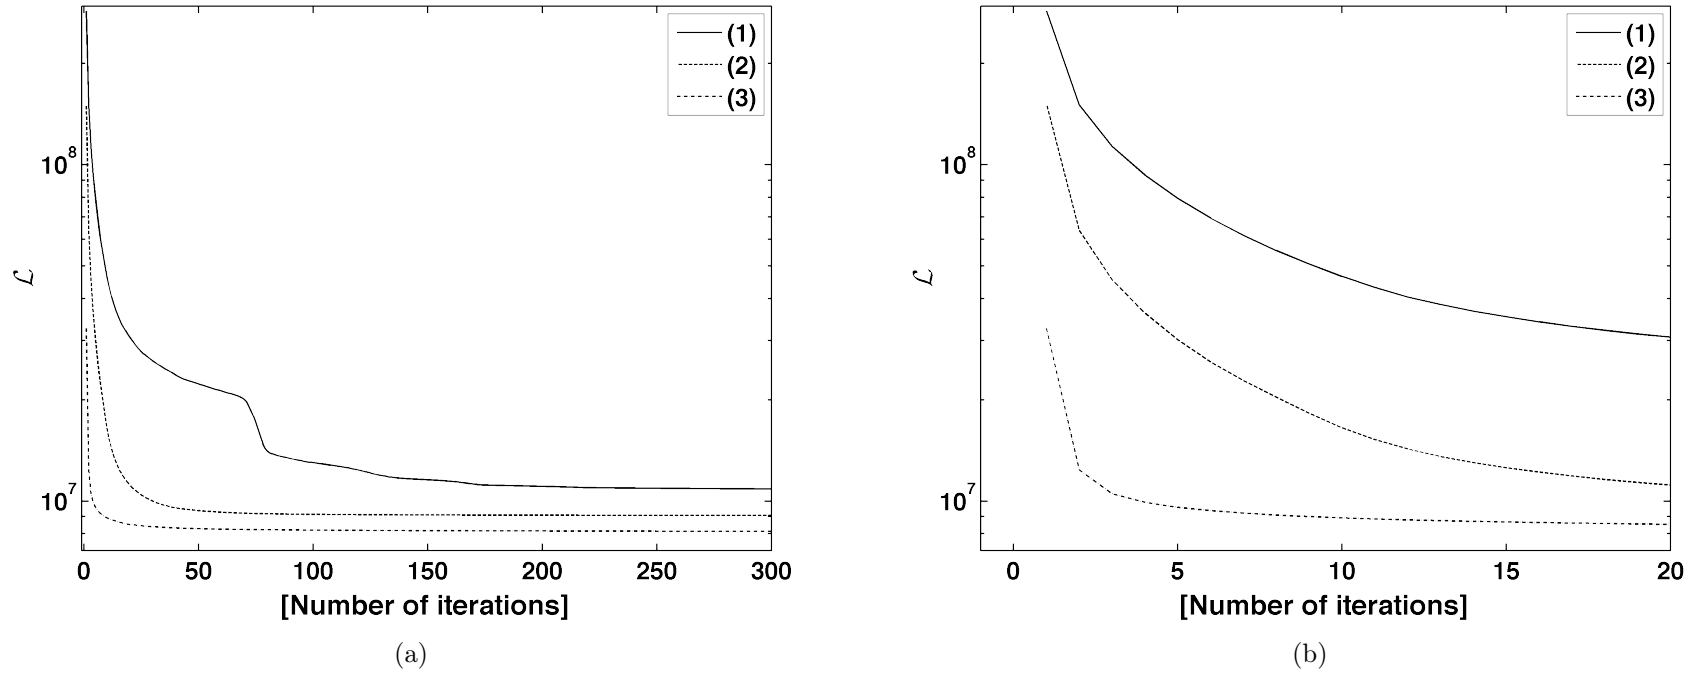 (1)
(2)
(3)
10^8
10^7
ℒ
0 50 100 150 200 250 300
[Number of iterations]
(a)
(1)
(2)
(3)
10^8
10^7
ℒ
0 5 10 15 20
[Number of iterations]
(b)